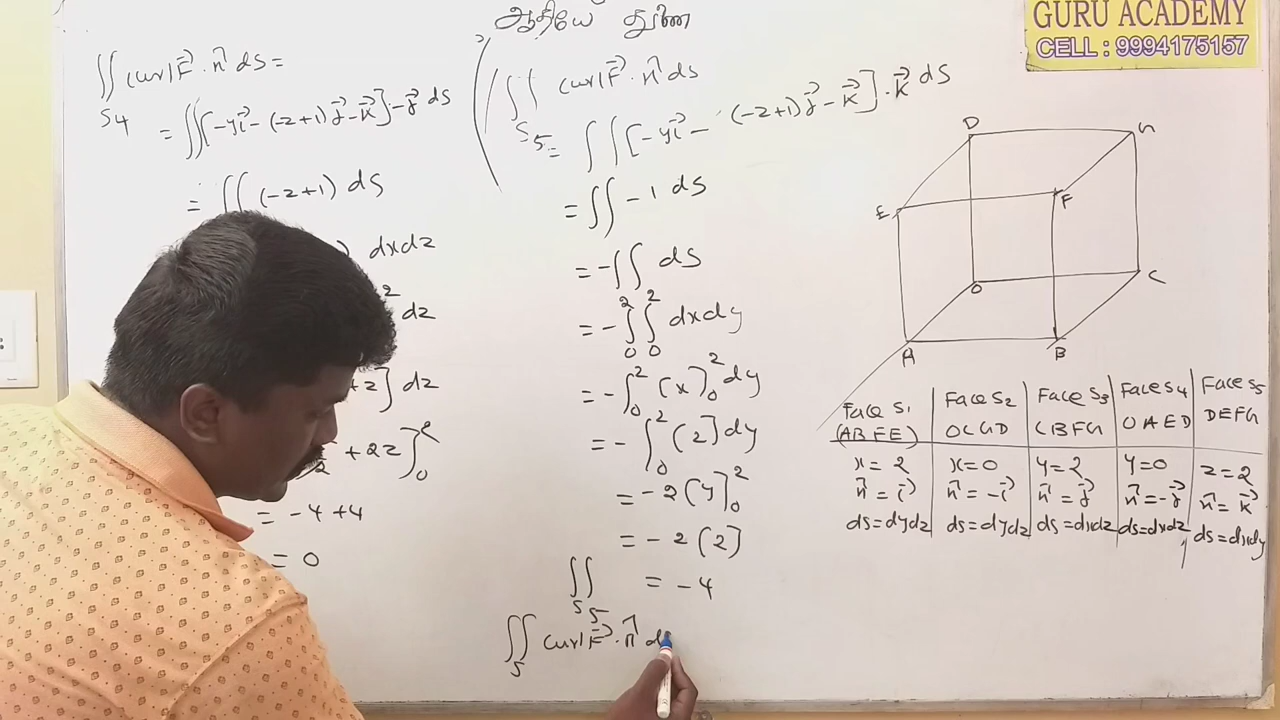 ஆதியே துணை
GURU ACADEMY
CELL : 9994175157
∬ curl F⃗ . n̂ ds =
S4
= ∬[-yi⃗ - (-z+1) j⃗ - k⃗] . -j⃗ ds
= ∬ (-z+1) ds
dxdz
dz
+z] dz
+ 2z]₀²
= -4 + 4
= 0
∬ curl F⃗ . n̂ ds
S5
= ∬ [-yi⃗ - (-z+1) j⃗ - k⃗] . k⃗ ds
= ∬ -1 ds
= -∬ ds
= -∫₀²∫₀² dxdy
= -∫₀² (x)₀² dy
= -∫₀² (2) dy
= -2 (y]₀²
= -2 (2]
∬ = -4
S5
∬ curl F⃗ . n̂ d
S
D G
E F
O C
A B
Face S1 Face S2 Face S3 Face S4 Face S5
(ABFE) OCGD CBFG OAED DEFG
x=2 x=0 y=2 y=0 z=2
n̂ = i⃗ n̂ = -i⃗ n̂ = j⃗ n̂ = -j⃗ n̂ = k⃗
ds=dydz ds=dydz ds=dxdz ds=dxdz ds=dxdy